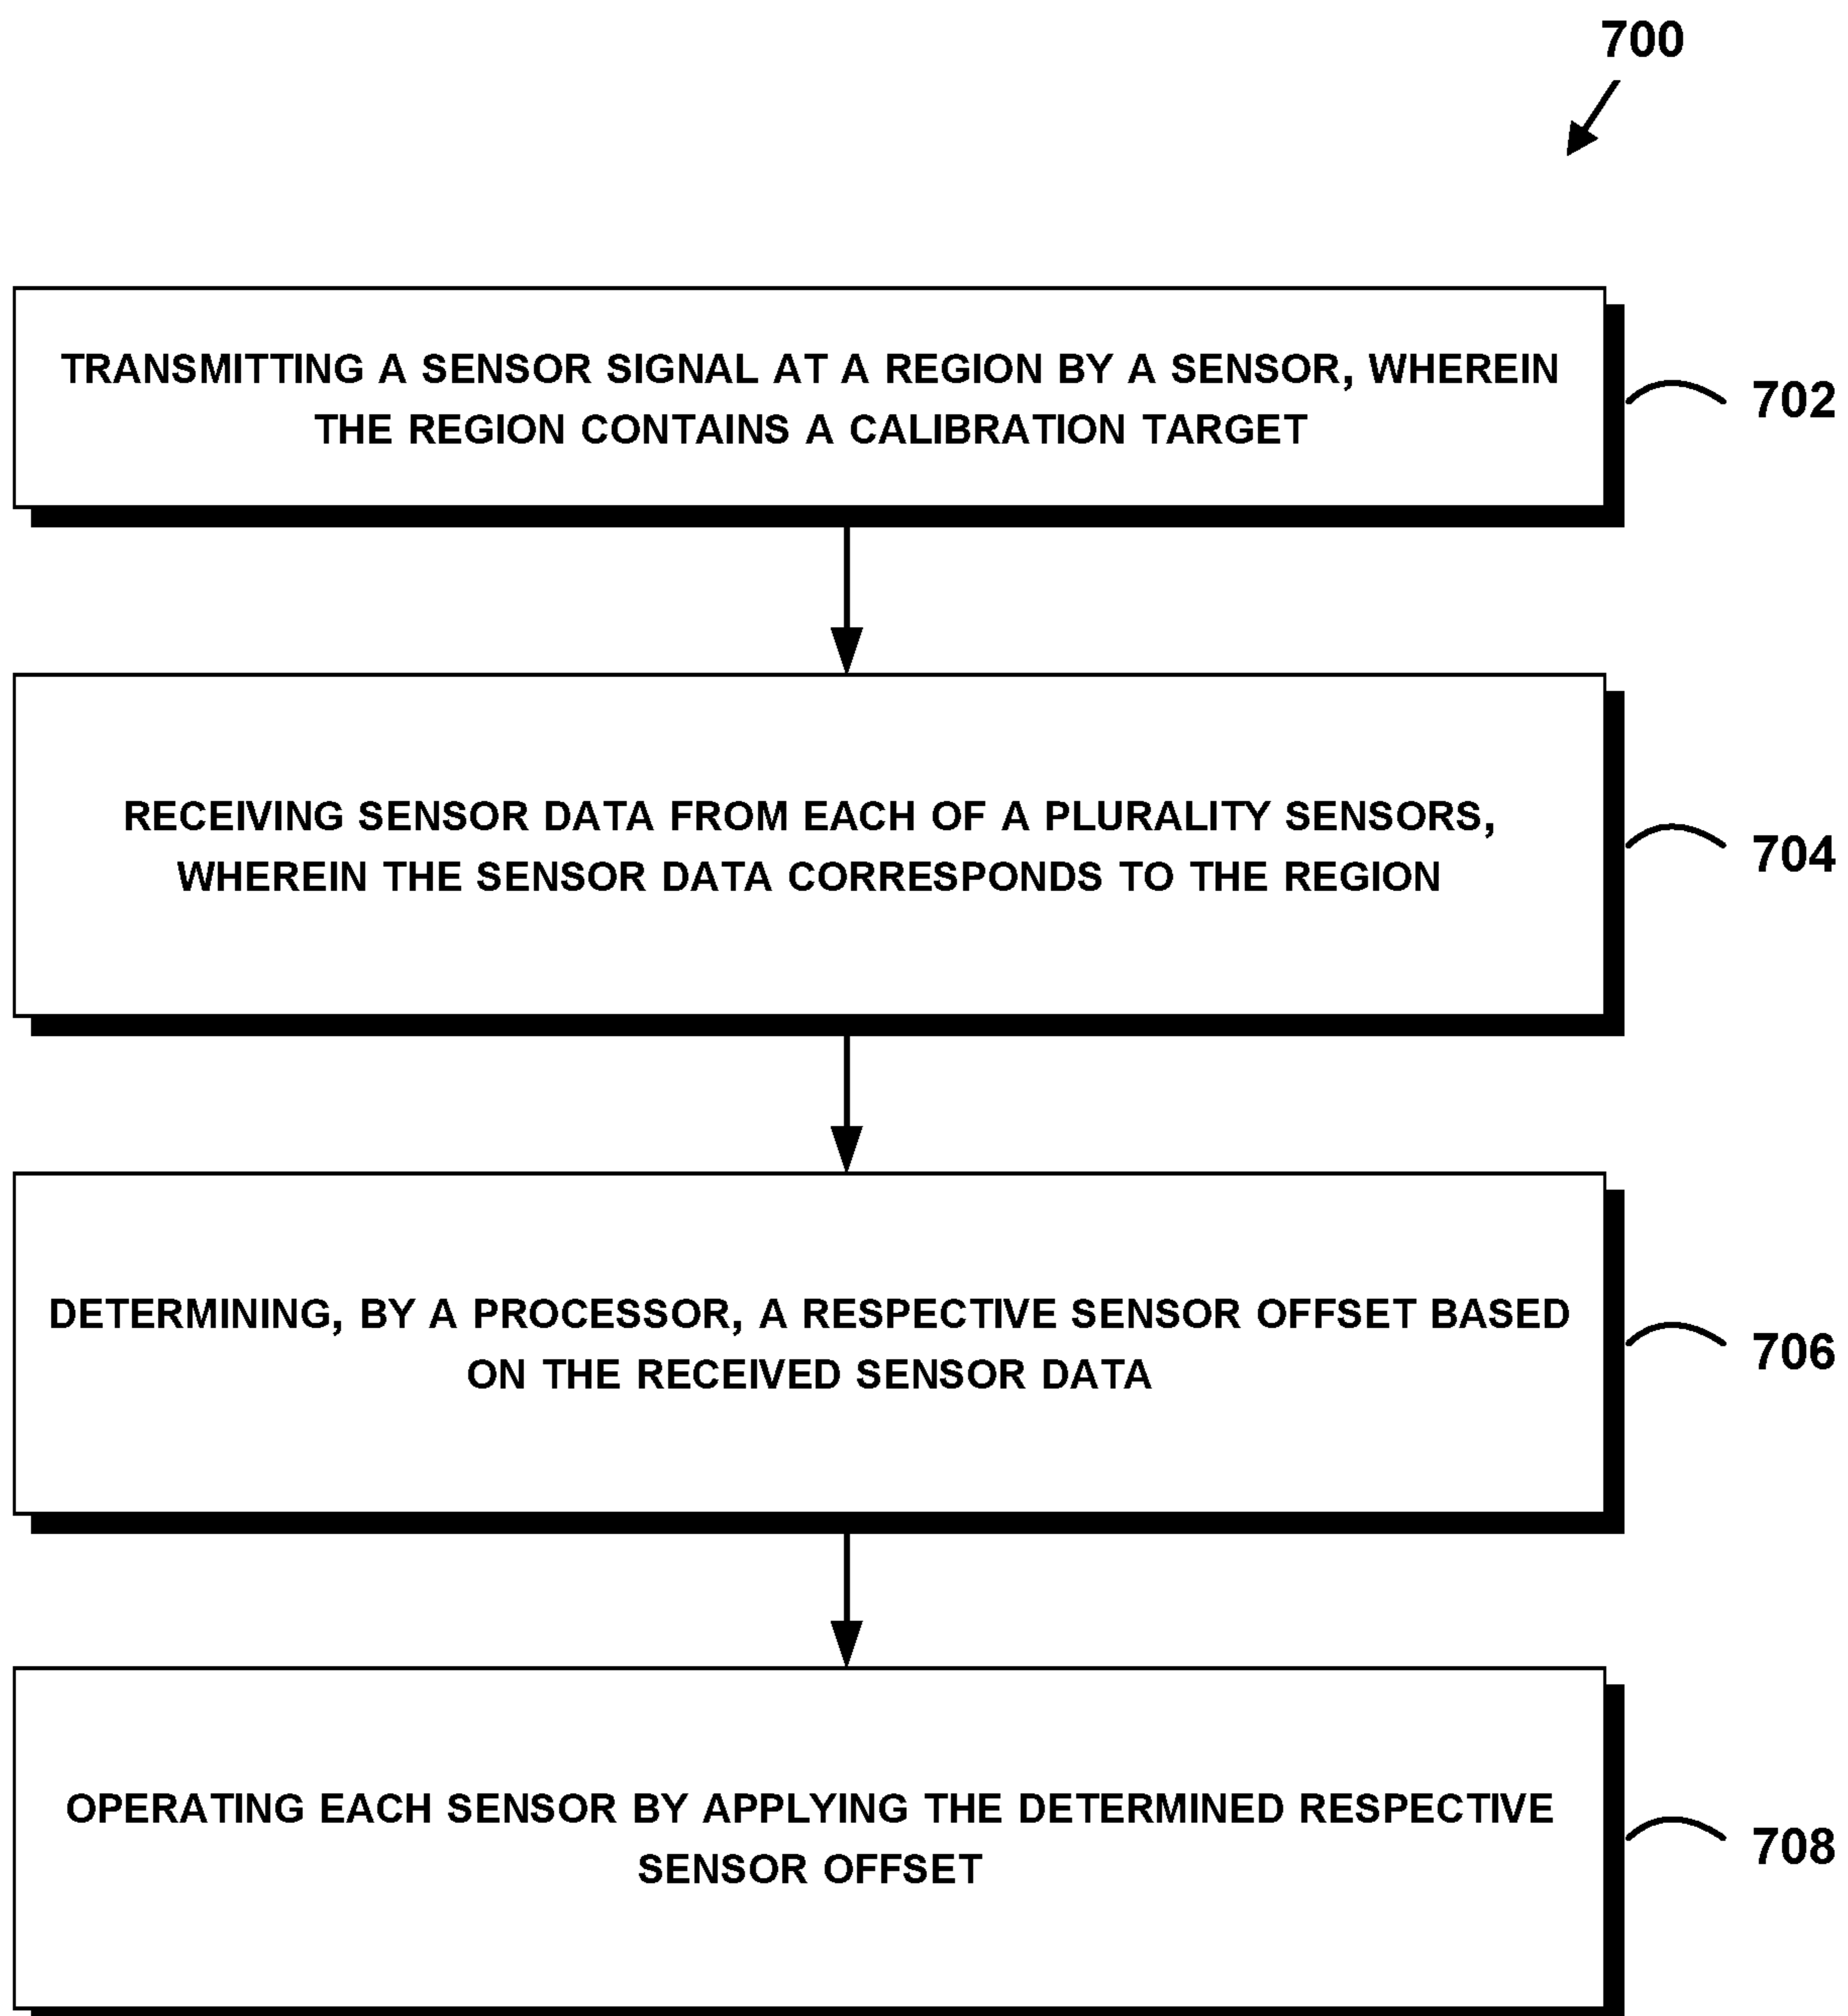 700
TRANSMITTING A SENSOR SIGNAL AT A REGION BY A SENSOR, WHEREIN
THE REGION CONTAINS A CALIBRATION TARGET
702
RECEIVING SENSOR DATA FROM EACH OF A PLURALITY SENSORS,
WHEREIN THE SENSOR DATA CORRESPONDS TO THE REGION
704
DETERMINING, BY A PROCESSOR, A RESPECTIVE SENSOR OFFSET BASED
ON THE RECEIVED SENSOR DATA
706
OPERATING EACH SENSOR BY APPLYING THE DETERMINED RESPECTIVE
SENSOR OFFSET
708